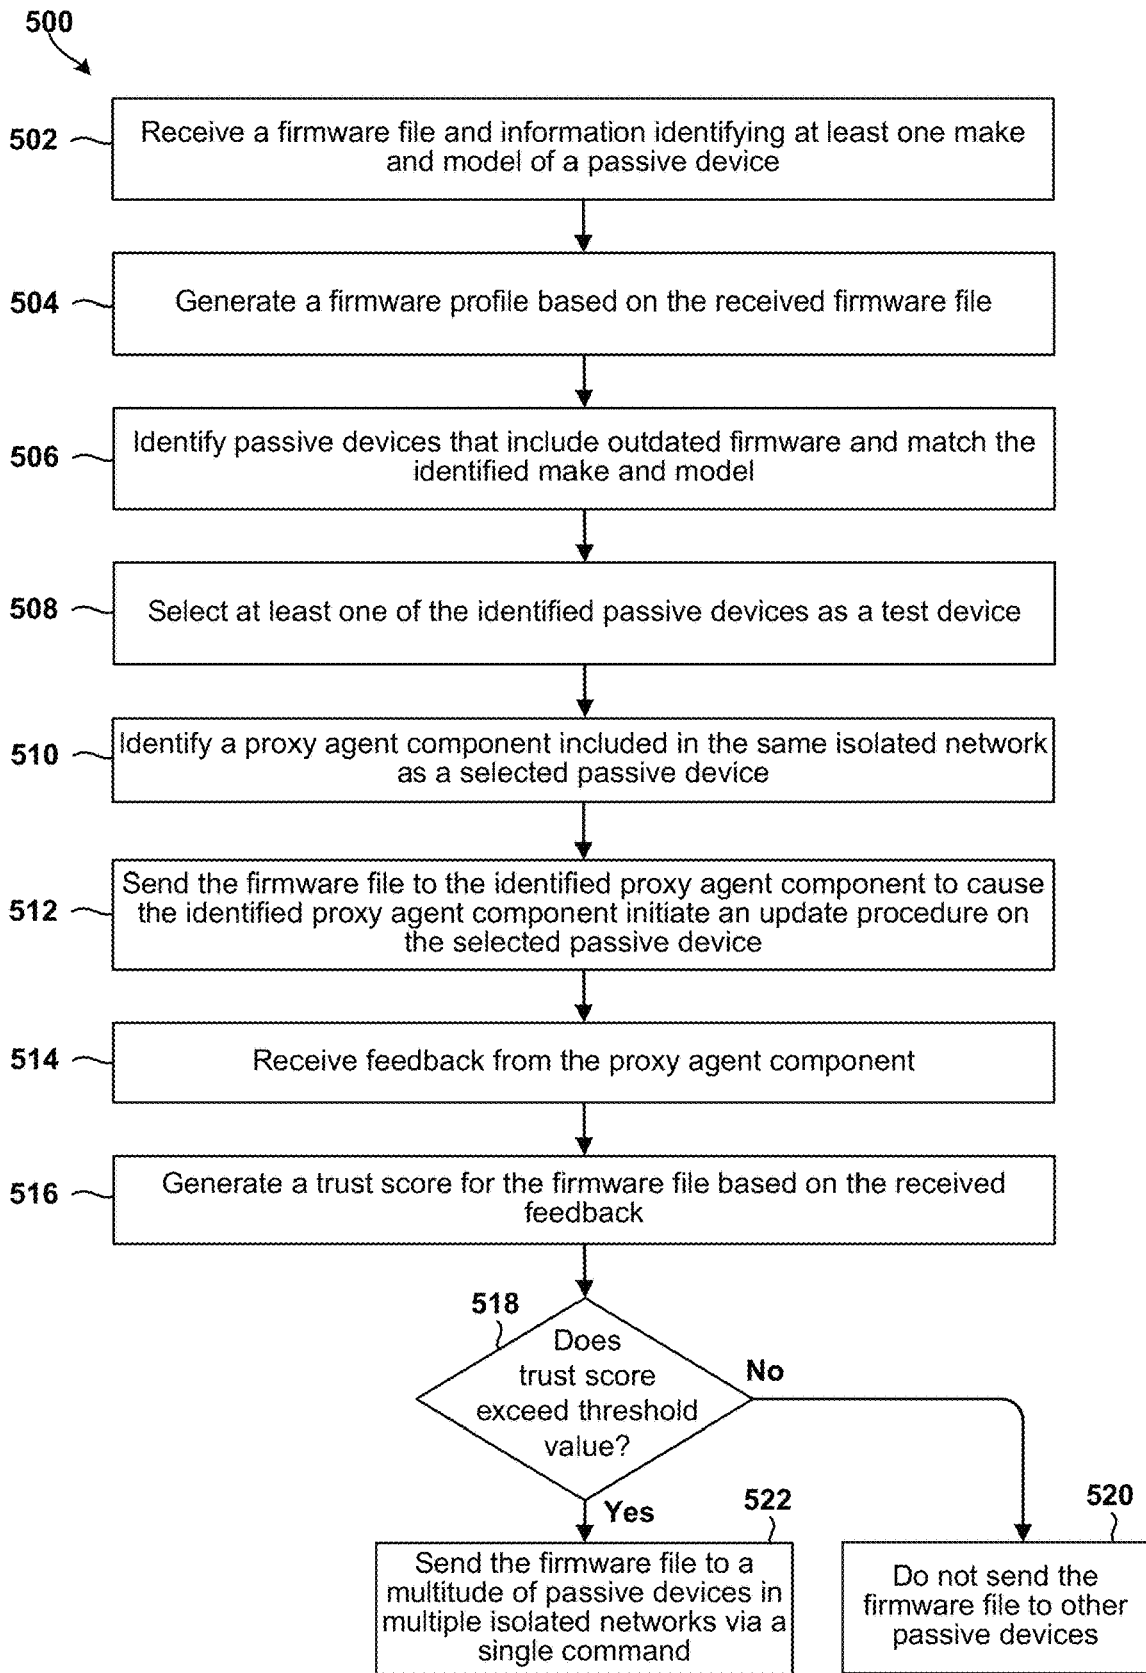 500
502
Receive a firmware file and information identifying at least one make
and model of a passive device
504
Generate a firmware profile based on the received firmware file
506
Identify passive devices that include outdated firmware and match the
identified make and model
508
Select at least one of the identified passive devices as a test device
510
Identify a proxy agent component included in the same isolated network
as a selected passive device
512
Send the firmware file to the identified proxy agent component to cause
the identified proxy agent component initiate an update procedure on
the selected passive device
514
Receive feedback from the proxy agent component
516
Generate a trust score for the firmware file based on the received
feedback
518
Does
trust score
exceed threshold
value?
No
Yes
522
Send the firmware file to a
multitude of passive devices in
multiple isolated networks via a
single command
520
Do not send the
firmware file to other
passive devices